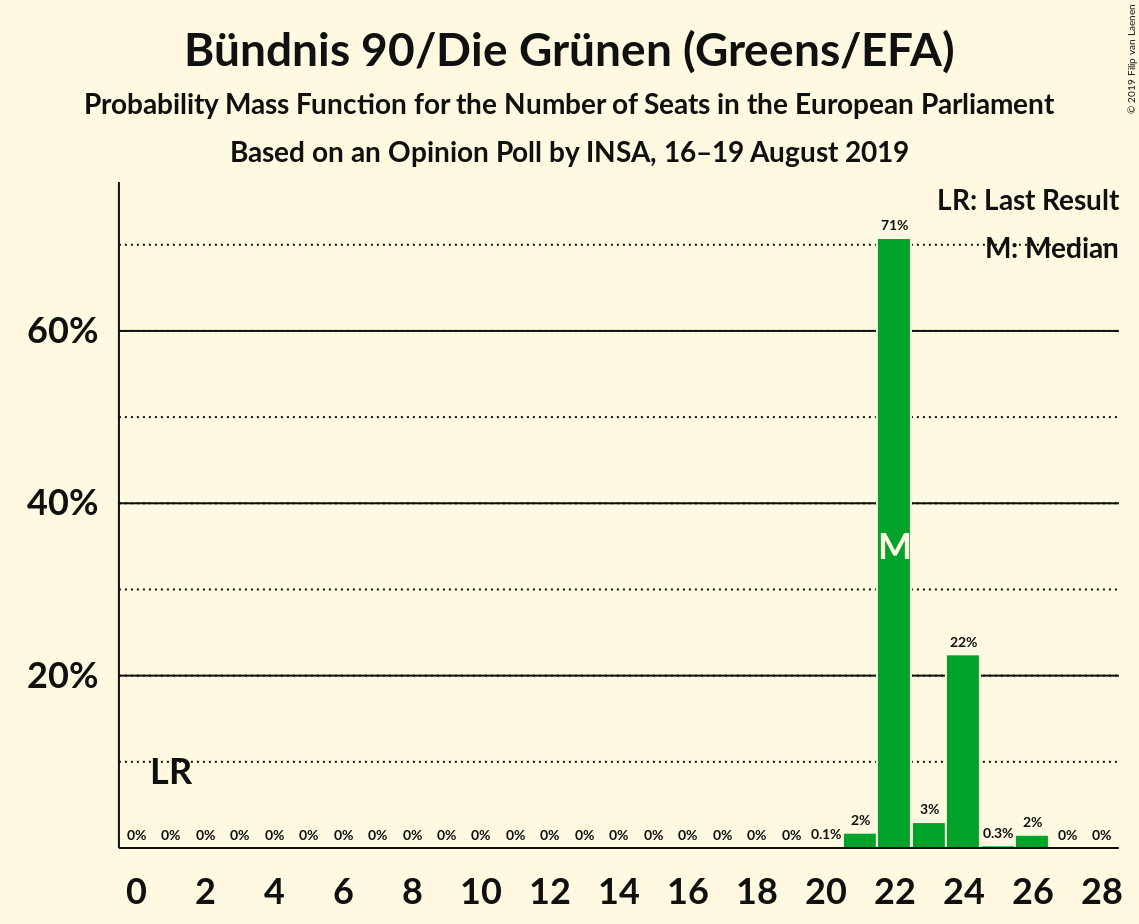 Bündnis 90/Die Grünen (Greens/EFA)
Probability Mass Function for the Number of Seats in the European Parliament
Based on an Opinion Poll by INSA, 16–19 August 2019
© 2019 Filip van Laenen
LR: Last Result
M: Median
71%
60%
40%
M
22%
20%
LR
0% 0% 0% 0% 0% 0% 0% 0% 0% 0% 0% 0% 0% 0% 0% 0% 0% 0% 0% 0% 0.1% 2% 3% 0.3% 2% 0% 0%
0 2 4 6 8 10 12 14 16 18 20 22 24 26 28